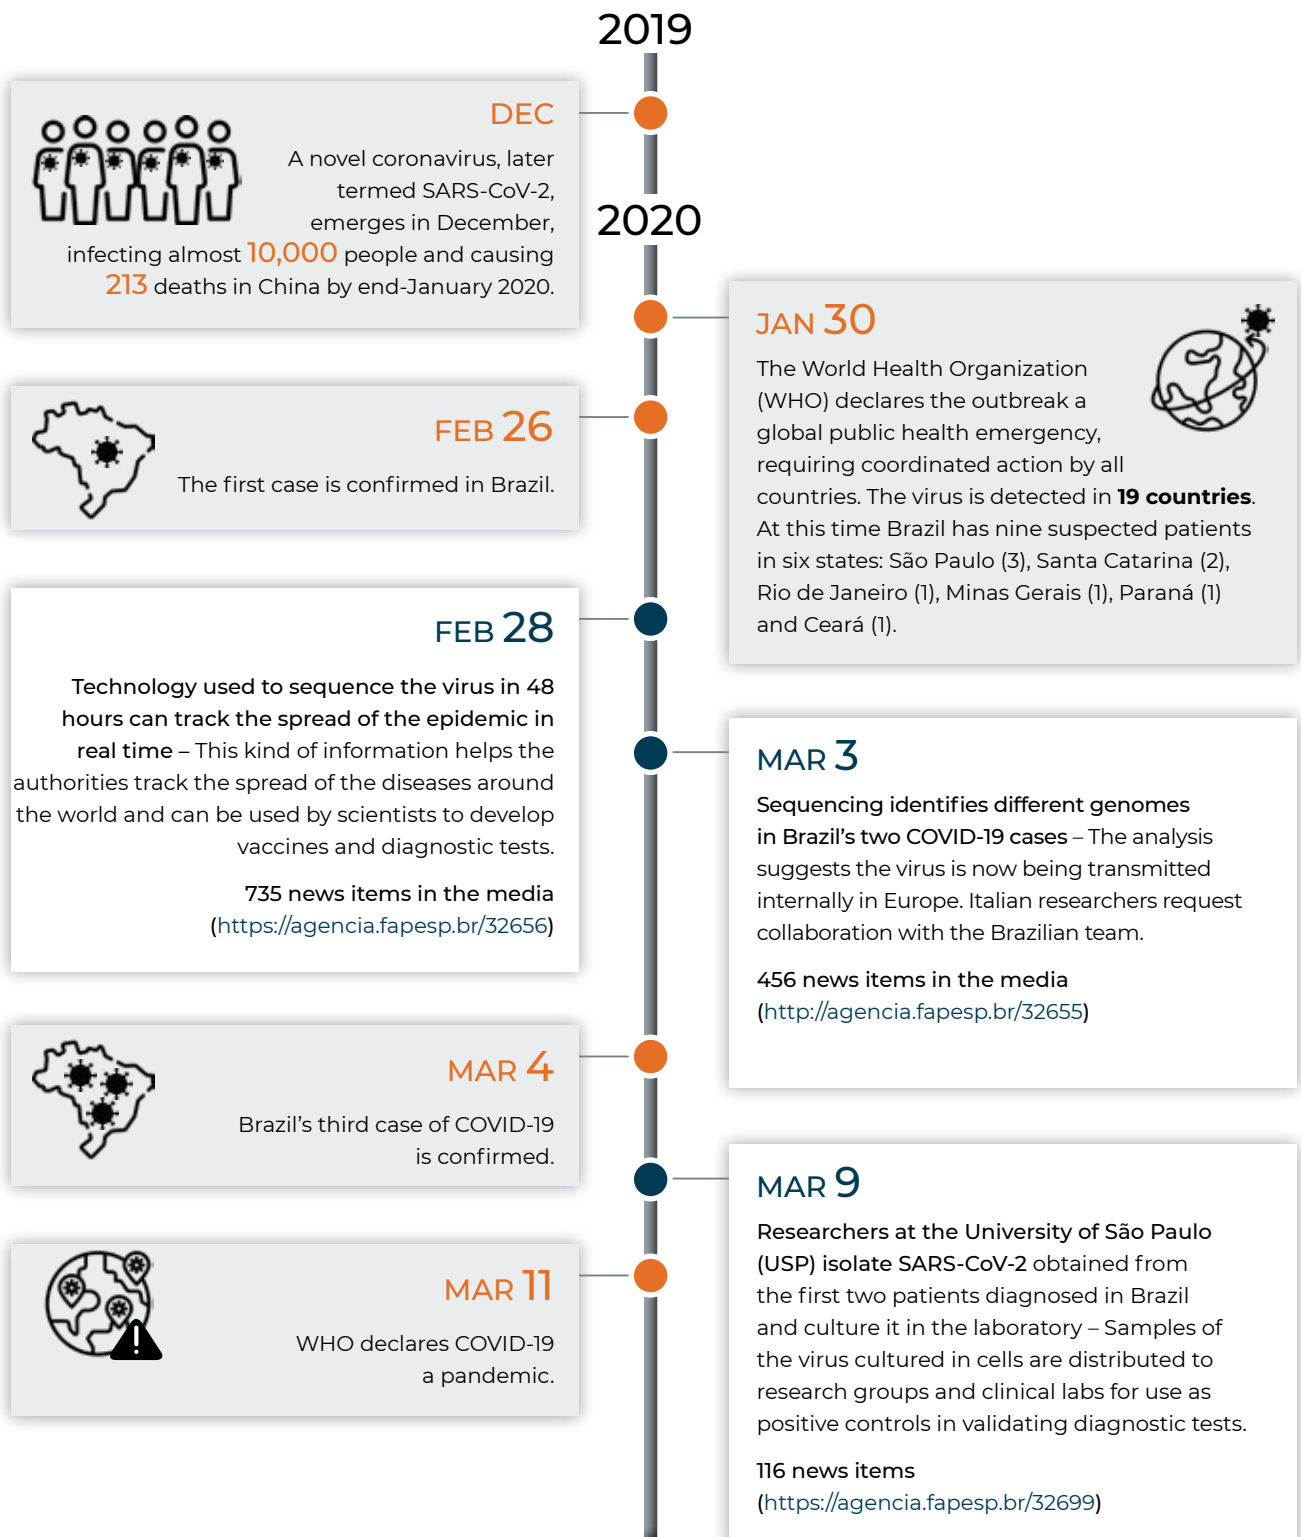 2019
DEC
A novel coronavirus, later
termed SARS-CoV-2,
emerges in December,
infecting almost 10,000 people and causing
213 deaths in China by end-January 2020.
2020
JAN 30
The World Health Organization
(WHO) declares the outbreak a
global public health emergency,
requiring coordinated action by all
countries. The virus is detected in 19 countries.
At this time Brazil has nine suspected patients
in six states: São Paulo (3), Santa Catarina (2),
Rio de Janeiro (1), Minas Gerais (1), Paraná (1)
and Ceará (1).
FEB 26
The first case is confirmed in Brazil.
FEB 28
Technology used to sequence the virus in 48
hours can track the spread of the epidemic in
real time – This kind of information helps the
authorities track the spread of the diseases around
the world and can be used by scientists to develop
vaccines and diagnostic tests.
735 news items in the media
(https://agencia.fapesp.br/32656)
MAR 3
Sequencing identifies different genomes
in Brazil’s two COVID-19 cases – The analysis
suggests the virus is now being transmitted
internally in Europe. Italian researchers request
collaboration with the Brazilian team.
456 news items in the media
(http://agencia.fapesp.br/32655)
MAR 4
Brazil’s third case of COVID-19
is confirmed.
MAR 9
Researchers at the University of São Paulo
(USP) isolate SARS-CoV-2 obtained from
the first two patients diagnosed in Brazil
and culture it in the laboratory – Samples of
the virus cultured in cells are distributed to
research groups and clinical labs for use as
positive controls in validating diagnostic tests.
116 news items
(https://agencia.fapesp.br/32699)
MAR 11
WHO declares COVID-19
a pandemic.